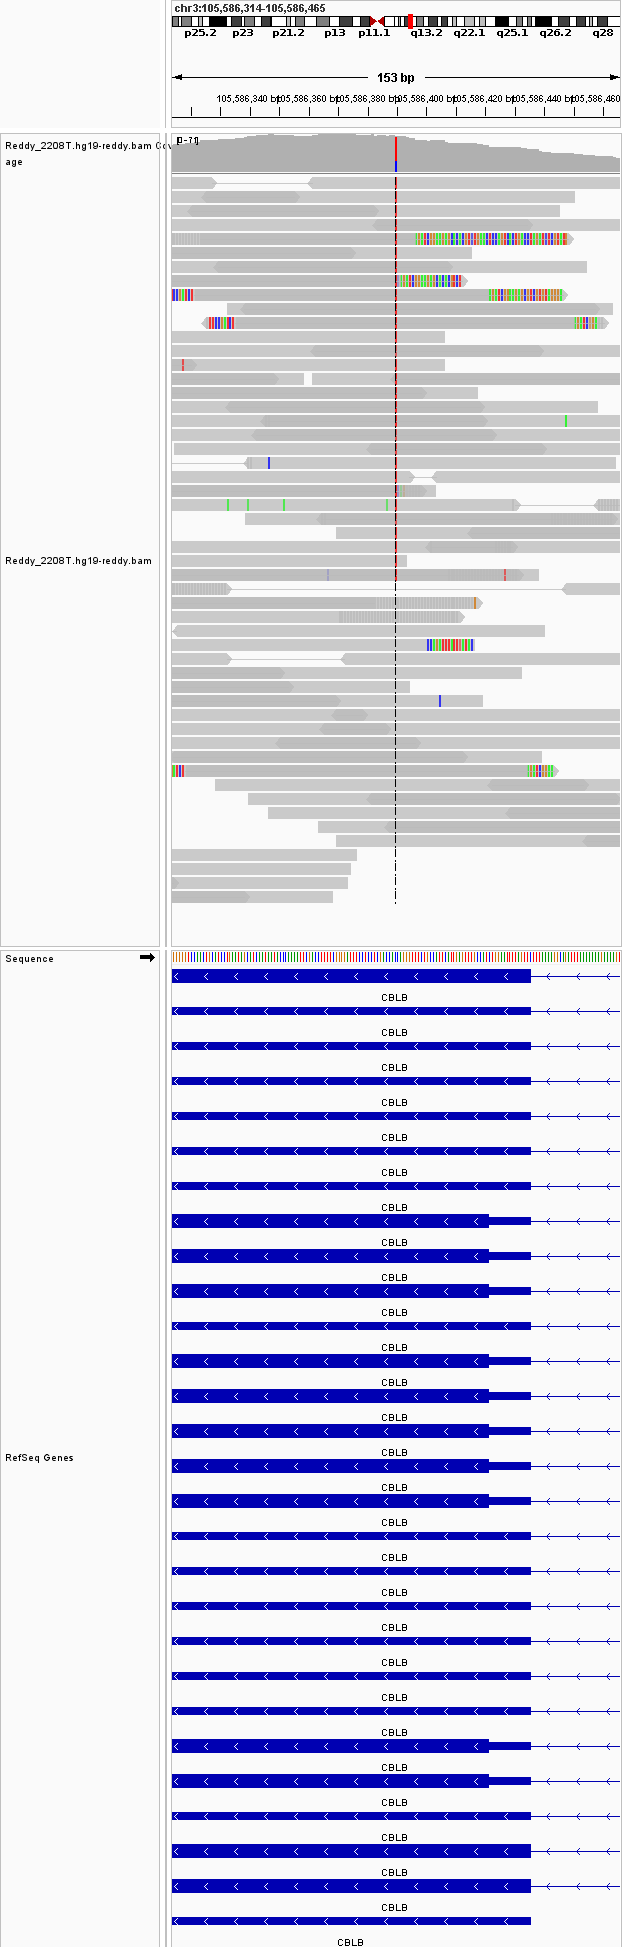 chr3:105,586,314-105,586,465
p25.2 p23 p21.2 p13 p11.1 q13.2 q22.1 q25.1 q26.2 q28
153 bp
105,586,340 bp 105,586,360 bp 105,586,380 bp 105,586,400 bp 105,586,420 bp 105,586,440 bp 105,586,460
Reddy_2208T.hg19-reddy.bam Cov
age
[0-71]
Reddy_2208T.hg19-reddy.bam
Sequence
CBLB
CBLB
CBLB
CBLB
CBLB
CBLB
CBLB
CBLB
CBLB
CBLB
CBLB
CBLB
CBLB
CBLB
RefSeq Genes
CBLB
CBLB
CBLB
CBLB
CBLB
CBLB
CBLB
CBLB
CBLB
CBLB
CBLB
CBLB
CBLB
CBLB